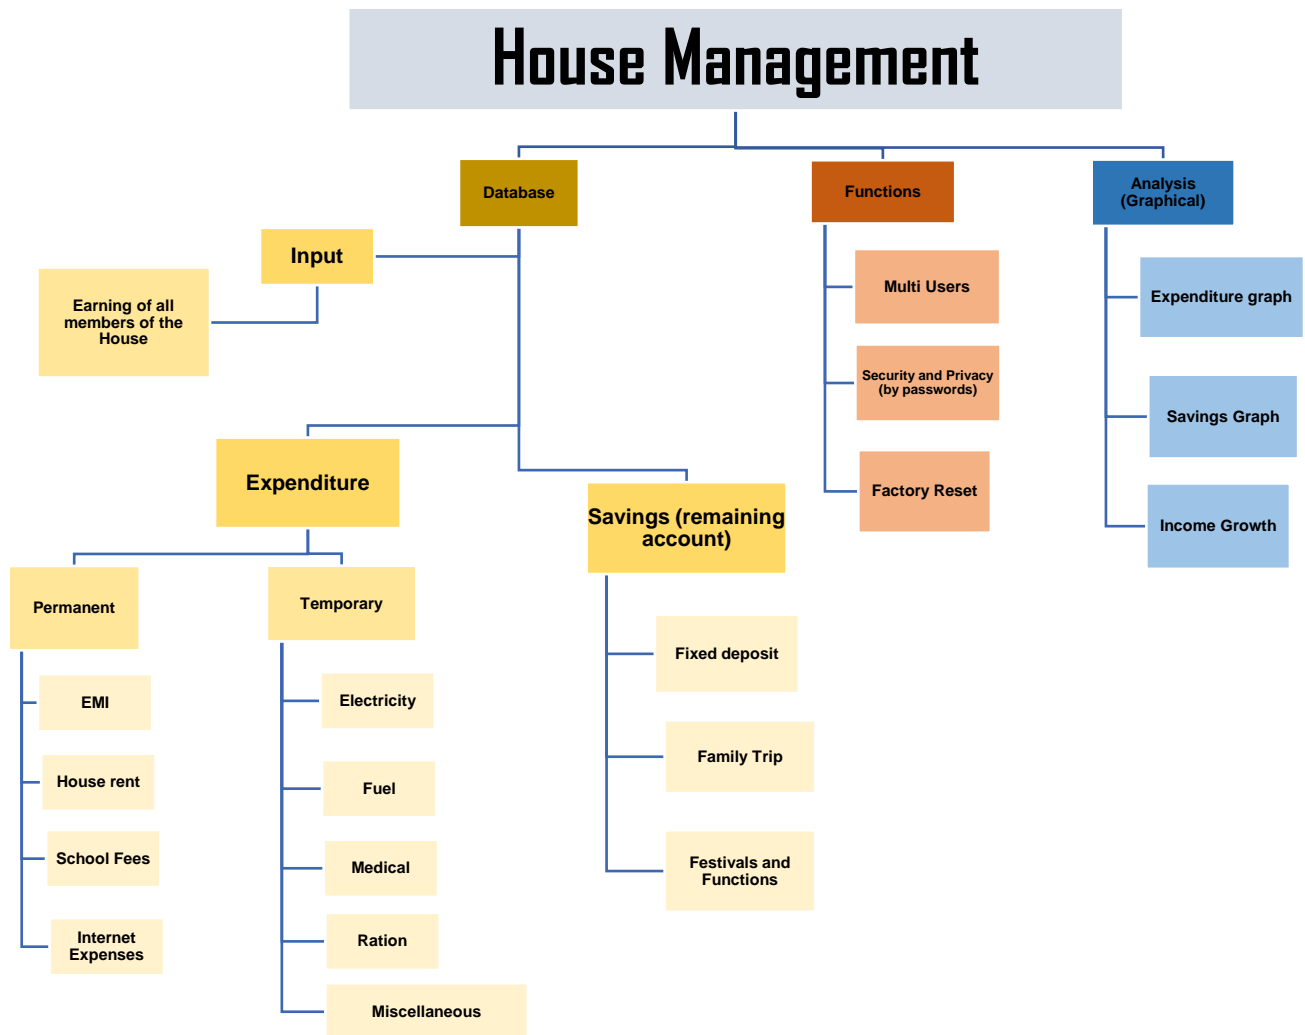 House Management
Database
Functions
Analysis
(Graphical)
Input
Earning of all
members of the
House
Multi Users
Expenditure graph
Security and Privacy
(by passwords)
Savings Graph
Expenditure
Factory Reset
Savings (remaining
account)
Income Growth
Permanent
Temporary
Fixed deposit
EMI
Electricity
Family Trip
House rent
Fuel
School Fees
Medical
Festivals and
Functions
Internet
Expenses
Ration
Miscellaneous